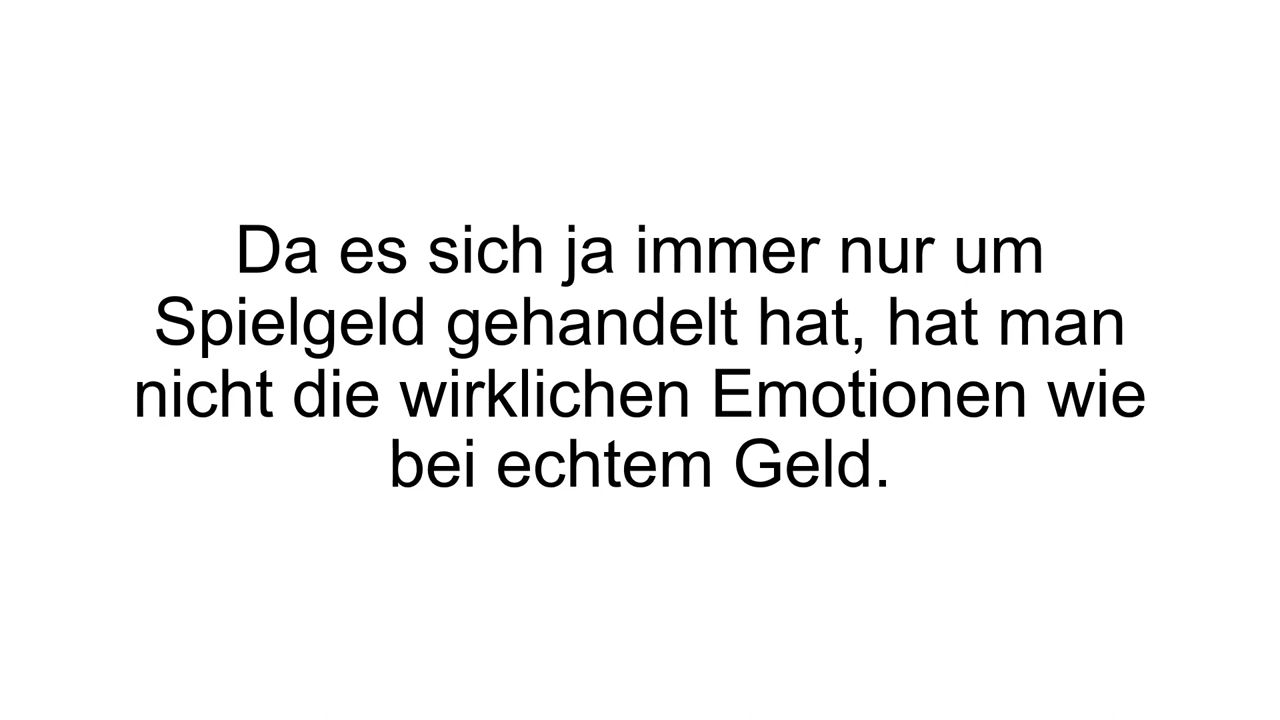 Da es sich ja immer nur um
Spielgeld gehandelt hat, hat man
nicht die wirklichen Emotionen wie
bei echtem Geld.